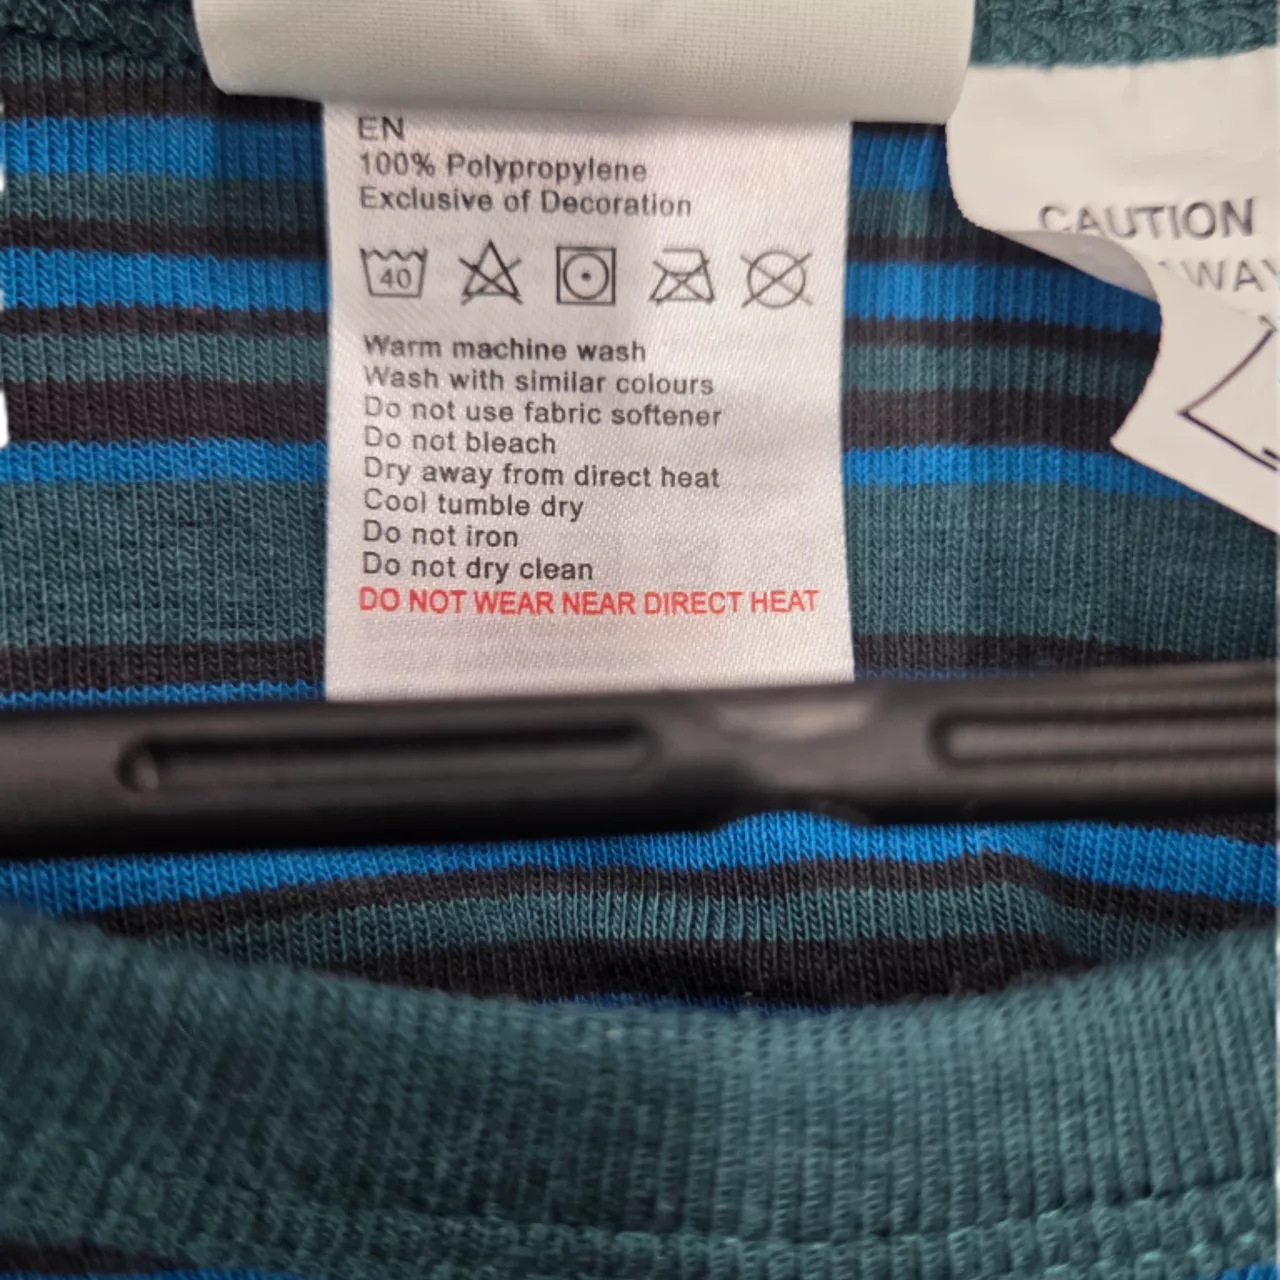 EN
100% Polypropylene
Exclusive of Decoration
40
Warm machine wash
Wash with similar colours
Do not use fabric softener
Do not bleach
Dry away from direct heat
Cool tumble dry
Do not iron
Do not dry clean
DO NOT WEAR NEAR DIRECT HEAT
CAUTION